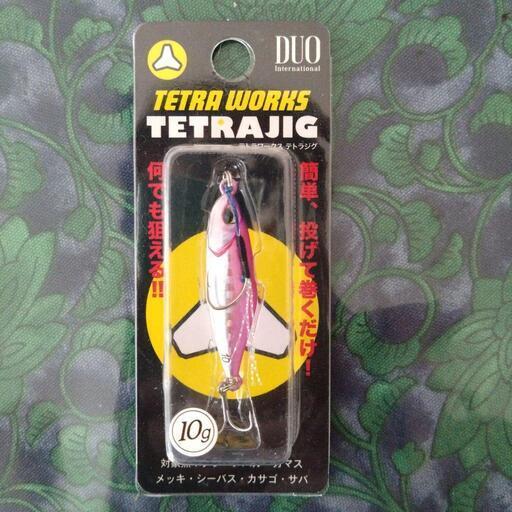 DUO
International
TETRA WORKS
TETRAJIG
テトラワークス テトラジグ
簡単、投げて巻くだけ!
何でも狙える!!
10g
マス
メッキ・シーバス・カサゴ・サバ